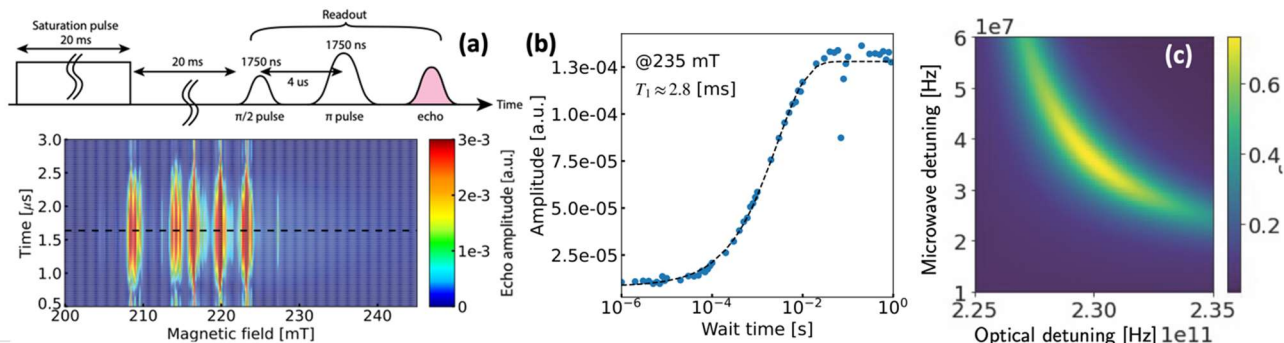 Readout
Saturation pulse
20 ms
20 ms
1750 ns
1750 ns
4 us
(a)
Time
π/2 pulse
π pulse
echo
3.0
2.5
2.0
1.5
1.0
0.5
Time [μs]
200
210
220
230
240
Magnetic field [mT]
3e-3
2e-3
1e-3
0
Echo amplitude [a.u.]
(b)
@235 mT
T₁ ≈ 2.8 [ms]
1.3e-04
1.0e-04
7.5e-05
5.0e-05
2.5e-05
Amplitude [a.u.]
10⁻⁶
10⁻⁴
10⁻²
10⁰
Wait time [s]
1e7
(c)
6
5
4
3
2
1
Microwave detuning [Hz]
2.25
2.30
2.35
Optical detuning [Hz]
1e11
0.6
0.4
0.2